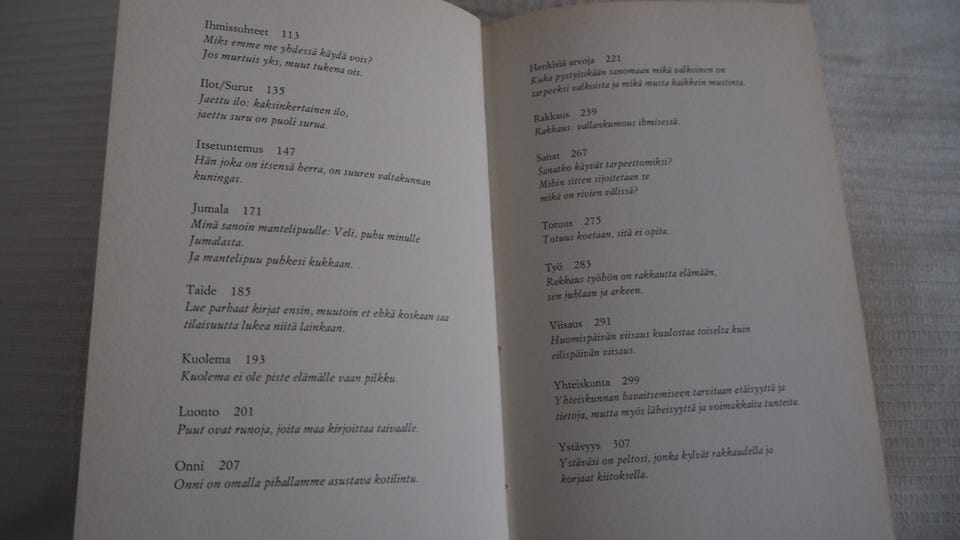 Ihmissuhteet 113
Miks emme me yhdessä käydä vois?
Jos murtuis yks, muut tukena ois.
Ilot/Surut 135
Jaettu ilo: kaksinkertainen ilo,
jaettu suru on puoli surua.
Itsetuntemus 147
Hän joka on itsensä herra, on suuren valtakunnan
kuningas.
Jumala 171
Minä sanoin mantelipuulle: Veli, puhu minulle
Jumalasta.
Ja mantelipuu puhkesi kukkaan.
Taide 185
Lue parhaat kirjat ensin, muutoin et ehkä koskaan saa
tilaisuutta lukea niitä lainkaan.
Kuolema 193
Kuolema ei ole piste elämälle vaan pilkku.
Luonto 201
Puut ovat runoja, joita maa kirjoittaa taivaalle.
Onni 207
Onni on omalla pihallamme asustava kotilintu.
Henkisiä arvoja 221
Kuka pystyisikään sanomaan mikä valkoinen on
tarpeeksi valkoista ja mikä musta kaikkein mustinta.
Rakkaus 239
Rakkaus: vallankumous ihmisessä.
Sanat 267
Sanatko käyvät tarpeettomiksi?
Mihin sitten sijoitetaan se
mikä on rivien välissä?
Totuus 275
Totuus koetaan, sitä ei opita.
Työ 283
Rakkaus työhön on rakkautta elämään,
sen juhlaan ja arkeen.
Viisaus 291
Huomispäivän viisaus kuulostaa toiselta kuin
eilispäivän viisaus.
Yhteiskunta 299
Yhteiskunnan havaitsemiseen tarvitaan etäisyyttä ja
tietoja, mutta myös läheisyyttä ja voimakkaita tunteita.
Ystävyys 307
Ystäväsi on peltosi, jonka kylvät rakkaudella ja
korjaat kiitoksella.